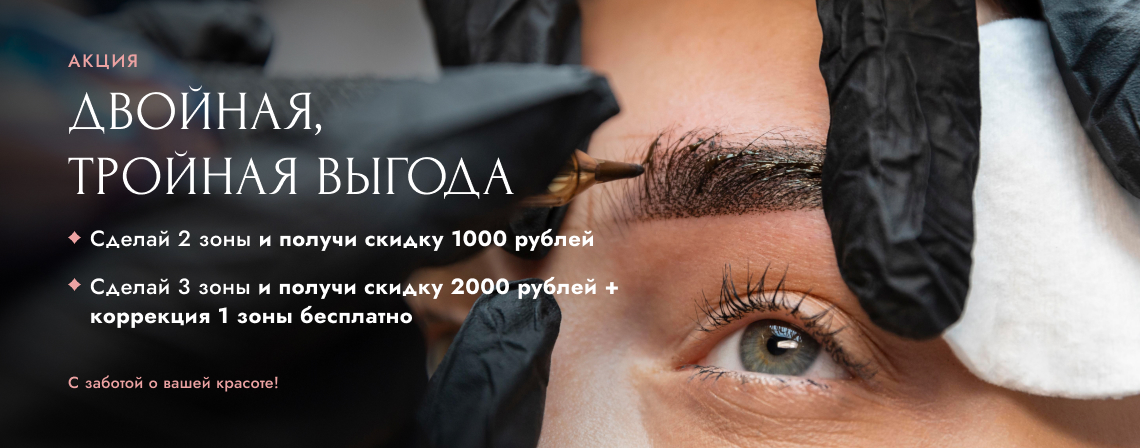 АКЦИЯ
ДВОЙНАЯ,
ТРОЙНАЯ ВЫГОДА
Сделай 2 зоны и получи скидку 1000 рублей
Сделай 3 зоны и получи скидку 2000 рублей +
коррекция 1 зоны бесплатно
С заботой о вашей красоте!